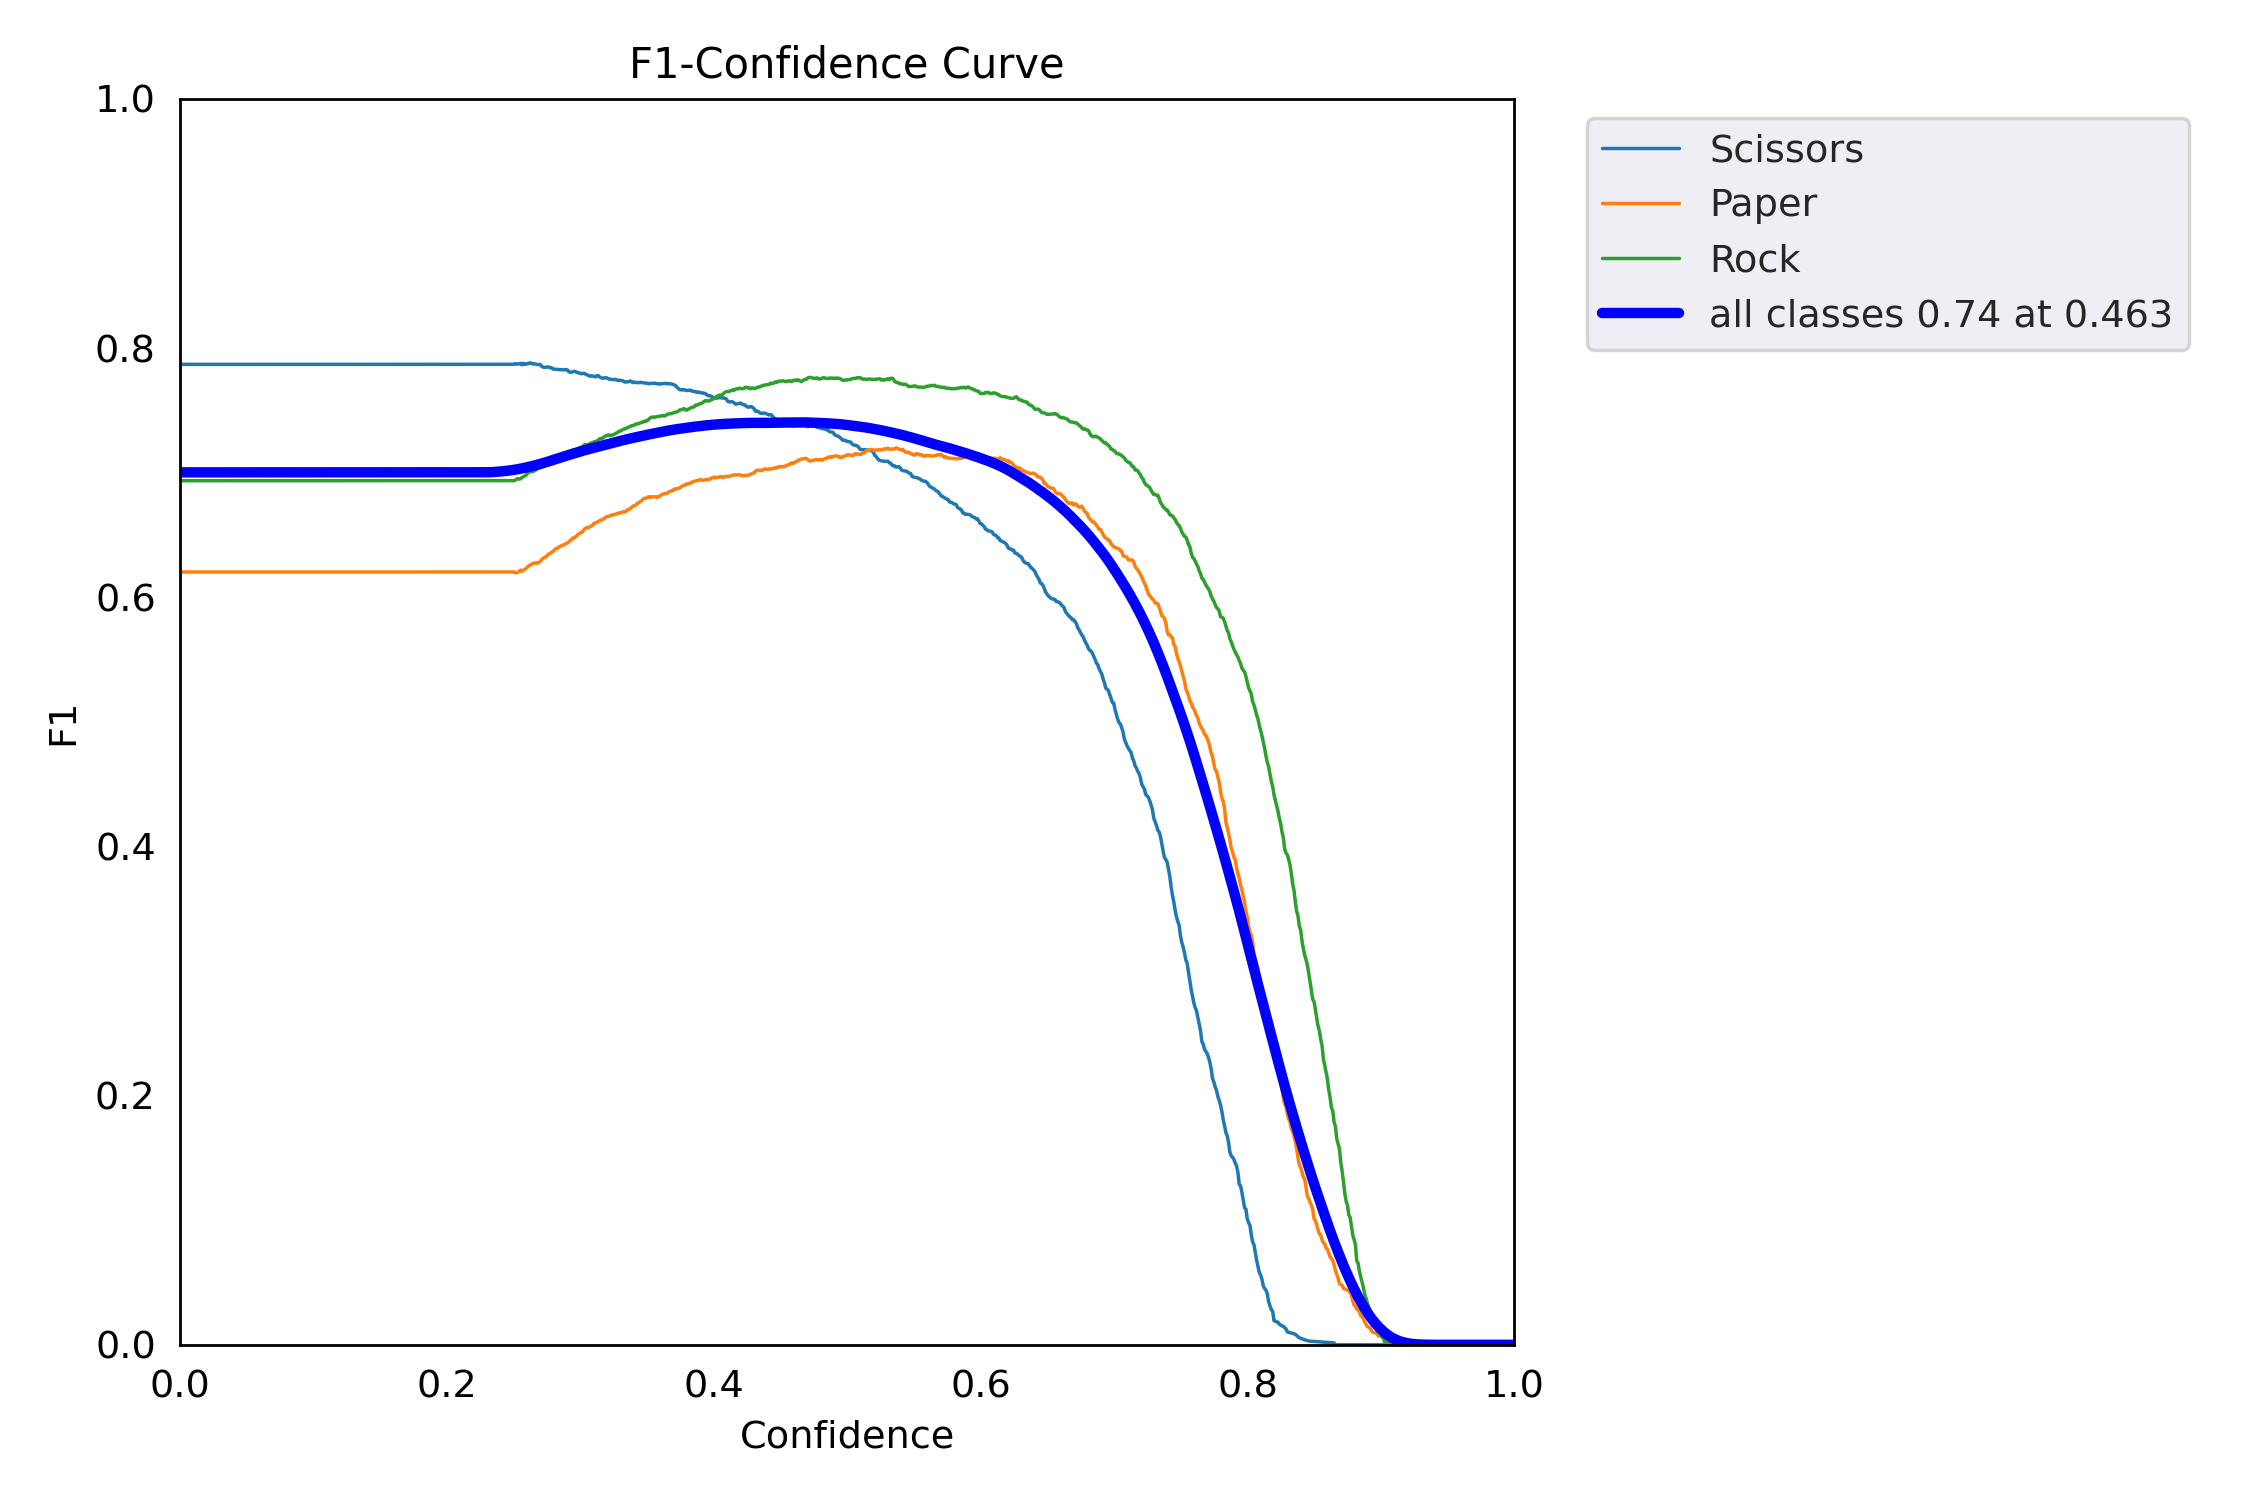 F1-Confidence Curve
1.0
0.8
0.6
0.4
0.2
0.0
F1
0.0 0.2 0.4 0.6 0.8 1.0
Confidence
Scissors
Paper
Rock
all classes 0.74 at 0.463